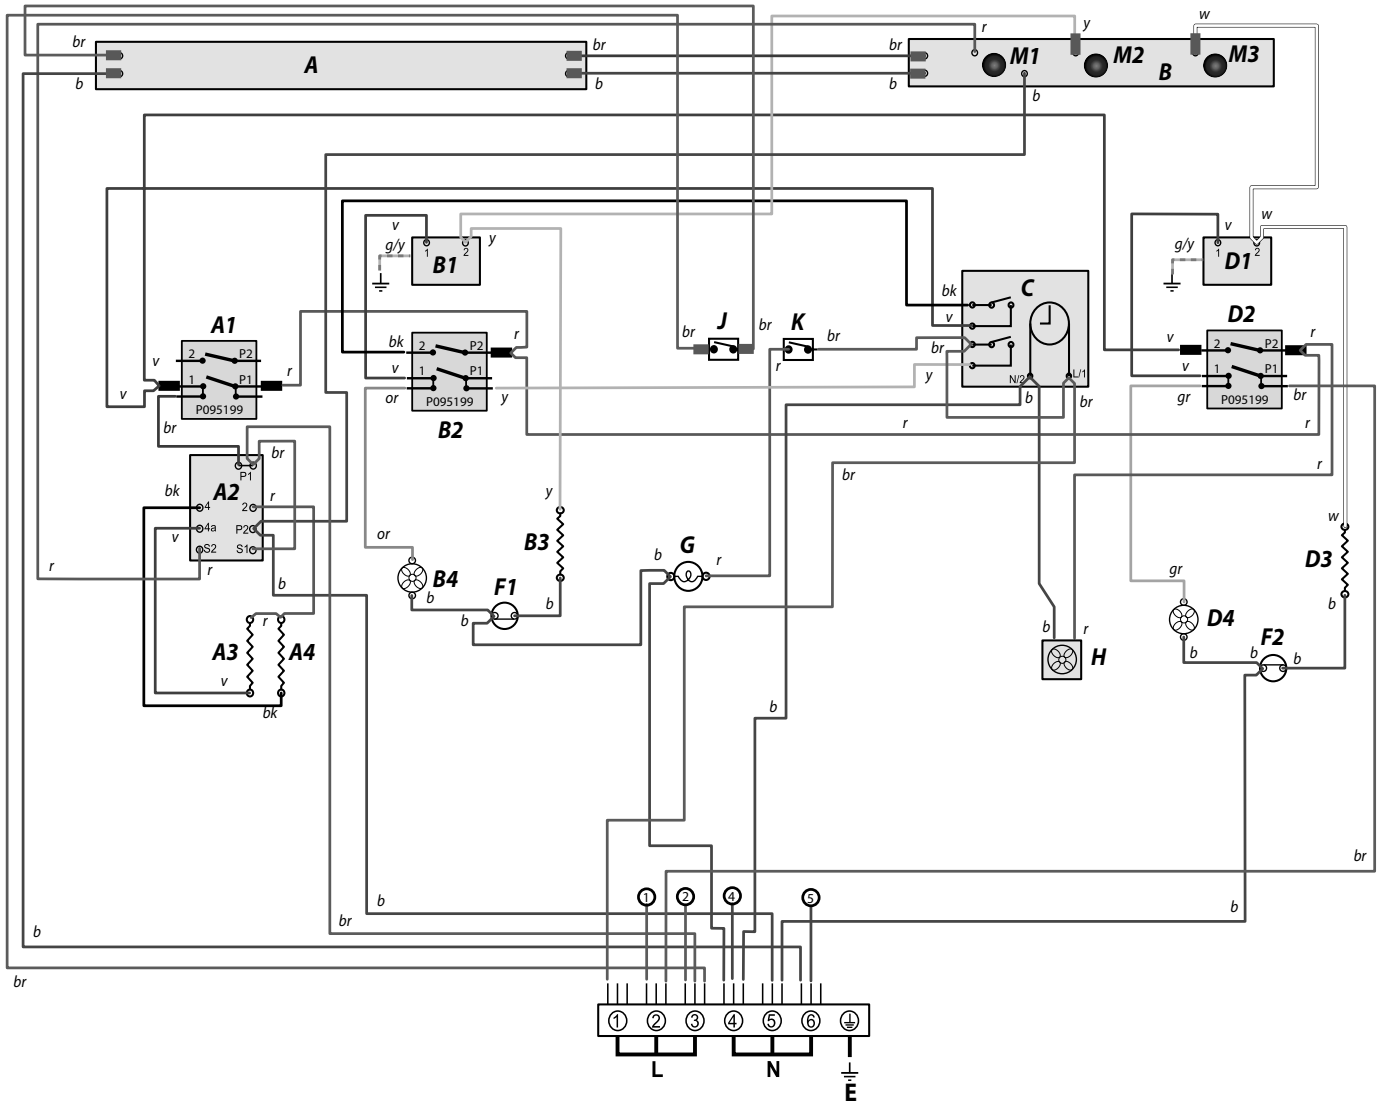 w
br
A
br
br
r
y
M1
M2
B
M3
b
b
b
b
v
g/y
1
2
B1
y
w
v
g/y
1
2
D1
A1
v
v
2
P2
1
P1
P095199
r
br
bk
v
or
2
P2
1
P1
P095199
r
y
B2
J
br
br
K
r
br
C
bk
v
br
y
N/2
L/1
b
br
D2
v
v
gr
2
P2
1
P1
P095199
r
br
r
r
r
br
br
P1
A2
bk
4
2
r
4a
P2
v
S2
S1
r
r
b
or
y
B3
B4
b
F1
b
b
b
G
r
w
D3
gr
D4
b
F2
b
b
b
b
r
H
A3
r
A4
v
bk
b
br
b
b
br
b
br
1
2
4
5
1
2
3
4
5
6
L
N
E